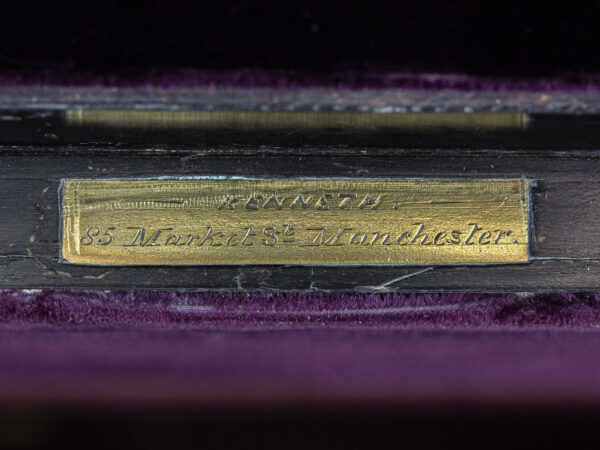 KENNETH.
85 Market St. Manchester.